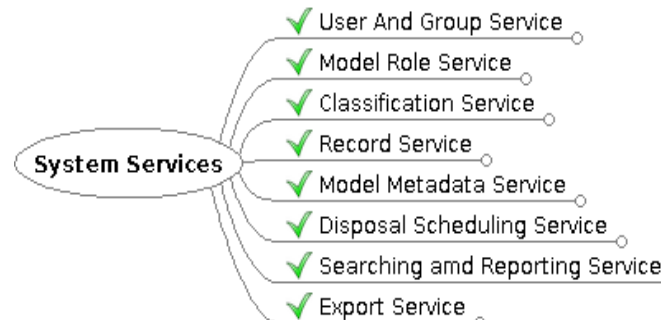 User And Group Service
Model Role Service
Classification Service
Record Service
System Services
Model Metadata Service
Disposal Scheduling Service
Searching amd Reporting Service
Export Service